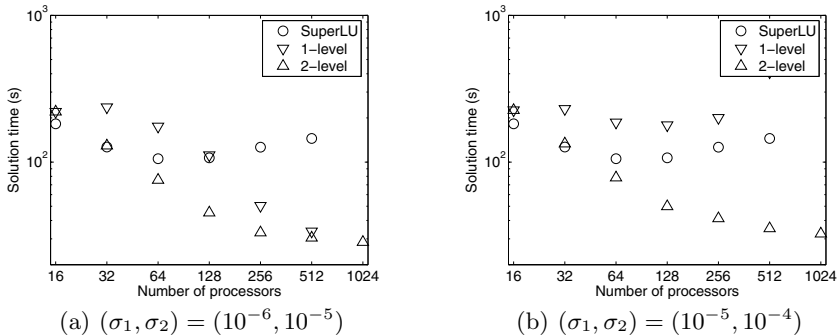 10³
10²
Solution time (s)
SuperLU
1−level
2−level
16 32 64 128 256 512 1024
Number of processors
(a) (σ₁, σ₂) = (10⁻⁶, 10⁻⁵)
10³
10²
Solution time (s)
SuperLU
1−level
2−level
16 32 64 128 256 512 1024
Number of processors
(b) (σ₁, σ₂) = (10⁻⁵, 10⁻⁴)